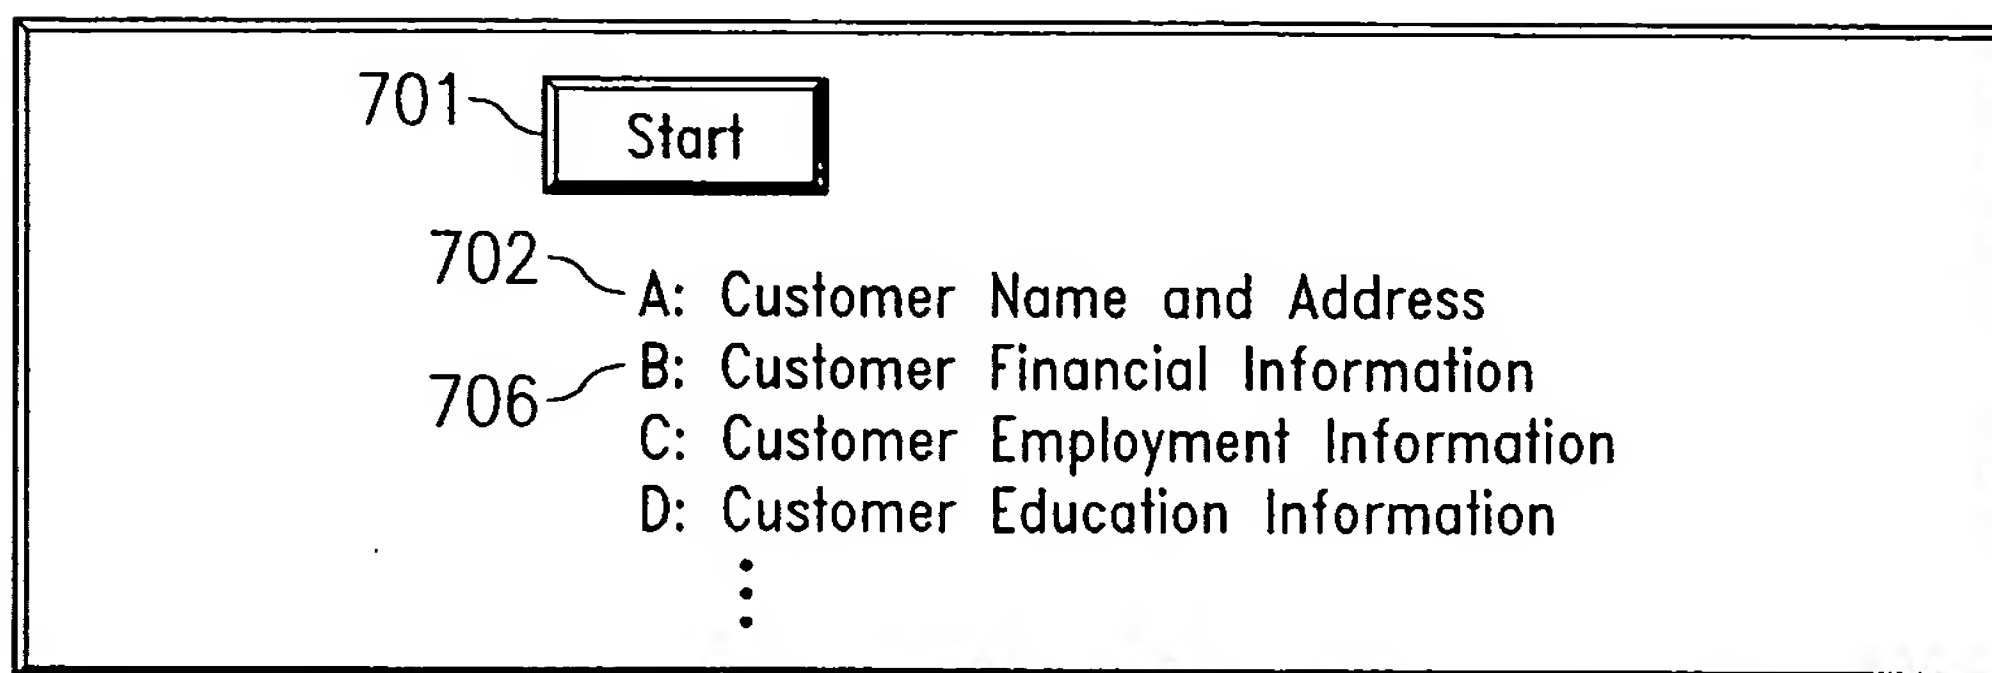 701
Start
702
A: Customer Name and Address
706
B: Customer Financial Information
C: Customer Employment Information
D: Customer Education Information